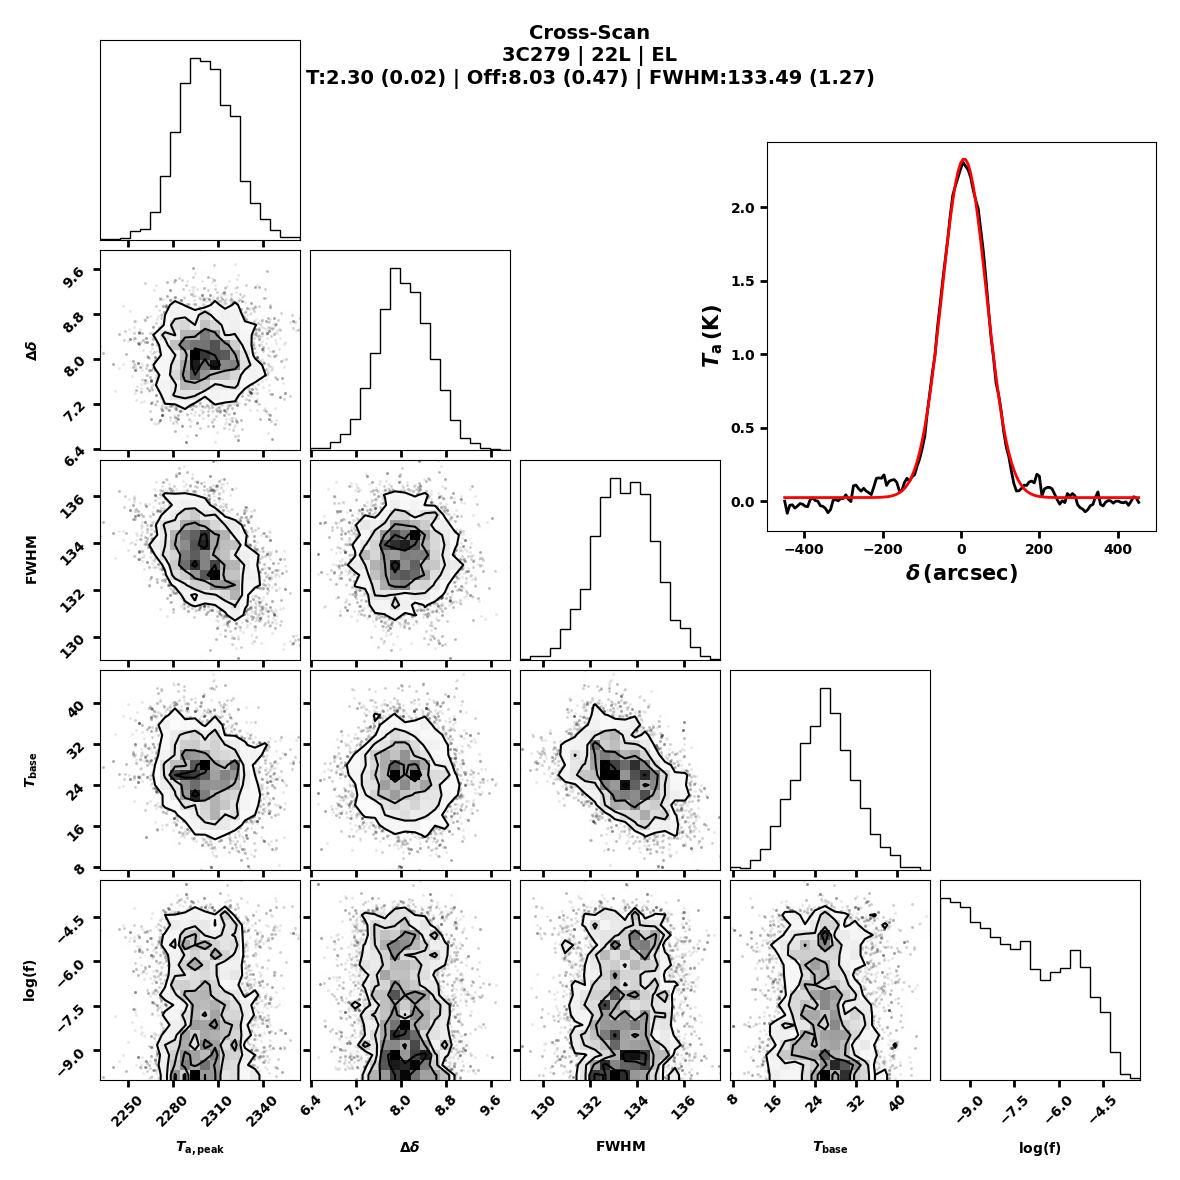 Cross-Scan
3C279 | 22L | EL
T:2.30 (0.02) | Off:8.03 (0.47) | FWHM:133.49 (1.27)
2.0
1.5
1.0
0.5
0.0
Ta (K)
−400 −200 0 200 400
δ (arcsec)
9.6
8.8
8.0
7.2
6.4
Δδ
136
134
132
130
FWHM
40
32
24
16
8
Tbase
−4.5
−6.0
−7.5
−9.0
log(f)
2250 2280 2310 2340 6.4 7.2 8.0 8.8 9.6 130 132 134 136 8 16 24 32 40 −9.0 −7.5 −6.0 −4.5
Ta,peak Δδ FWHM Tbase log(f)